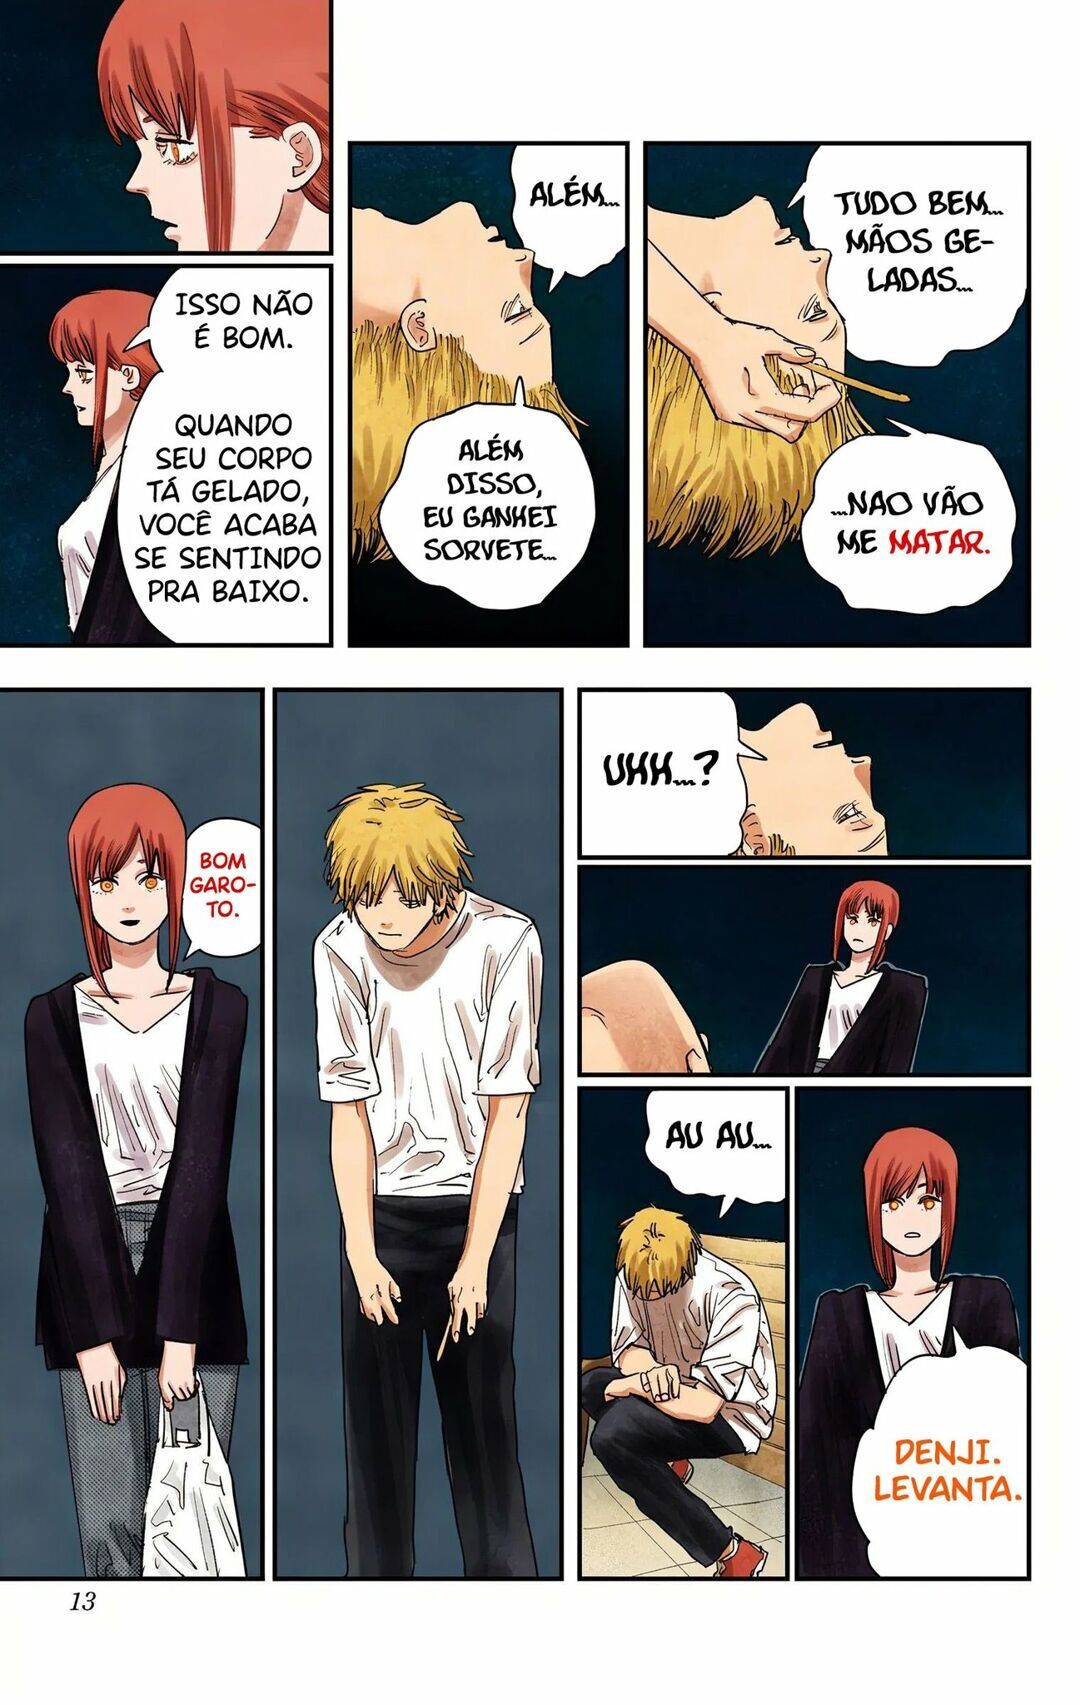 TUDO BEM...
MÃOS GE-
LADAS...
...NAO VÃO
ME MATAR.
ALÉM...
ALÉM
DISSO,
EU GANHEI
SORVETE...
ISSO NÃO
É BOM.
QUANDO
SEU CORPO
TÁ GELADO,
VOCÊ ACABA
SE SENTINDO
PRA BAIXO.
UHH...?
DENJI.
LEVANTA.
AU AU...
BOM
GARO-
TO.
13